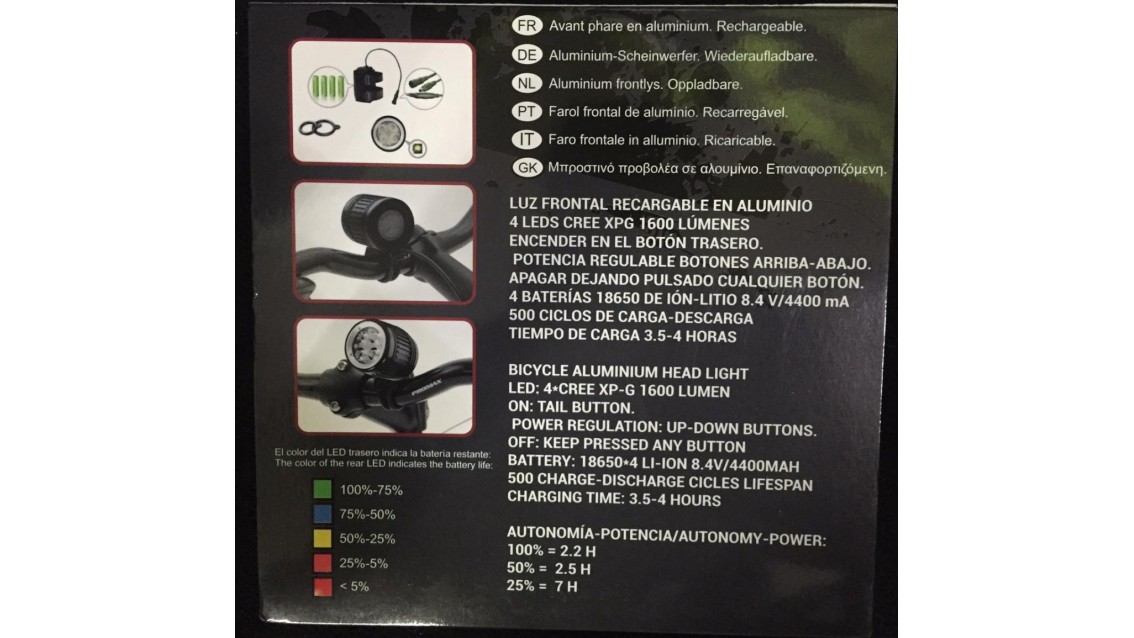 FR Avant phare en aluminium. Rechargeable.
DE Aluminium-Scheinwerfer. Wiederaufladbare.
NL Aluminium frontlys. Oppladbare.
PT Farol frontal de alumínio. Recarregável.
IT Faro frontale in alluminio. Ricaricable.
GK Μπροστινό προβολέα σε αλουμίνιο. Επαναφορτιζόμενη.
LUZ FRONTAL RECARGABLE EN ALUMINIO
4 LEDS CREE XPG 1600 LÚMENES
ENCENDER EN EL BOTÓN TRASERO.
POTENCIA REGULABLE BOTONES ARRIBA-ABAJO.
APAGAR DEJANDO PULSADO CUALQUIER BOTÓN.
4 BATERÍAS 18650 DE IÓN-LITIO 8.4 V/4400 mA
500 CICLOS DE CARGA-DESCARGA
TIEMPO DE CARGA 3.5-4 HORAS
BICYCLE ALUMINIUM HEAD LIGHT
LED: 4*CREE XP-G 1600 LUMEN
ON: TAIL BUTTON.
POWER REGULATION: UP-DOWN BUTTONS.
OFF: KEEP PRESSED ANY BUTTON
BATTERY: 18650*4 LI-ION 8.4V/4400MAH
500 CHARGE-DISCHARGE CICLES LIFESPAN
CHARGING TIME: 3.5-4 HOURS
AUTONOMÍA-POTENCIA/AUTONOMY-POWER:
100% = 2.2 H
50% = 2.5 H
25% = 7 H
PROMAX
El color del LED trasero indica la batería restante:
The color of the rear LED indicates the battery life:
100%-75%
75%-50%
50%-25%
25%-5%
< 5%